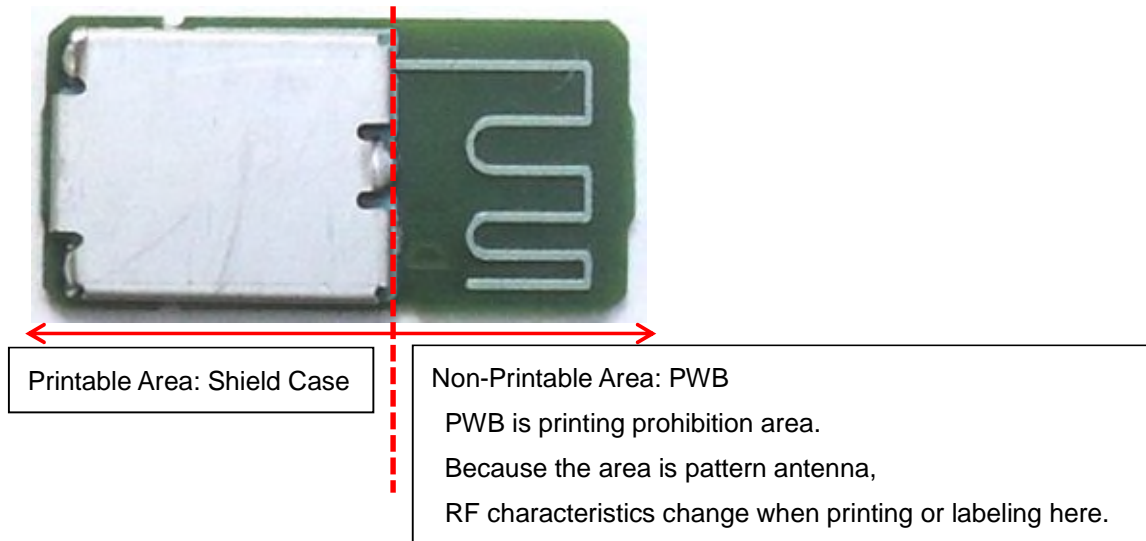 Printable Area: Shield Case
Non-Printable Area: PWB
PWB is printing prohibition area.
Because the area is pattern antenna,
RF characteristics change when printing or labeling here.